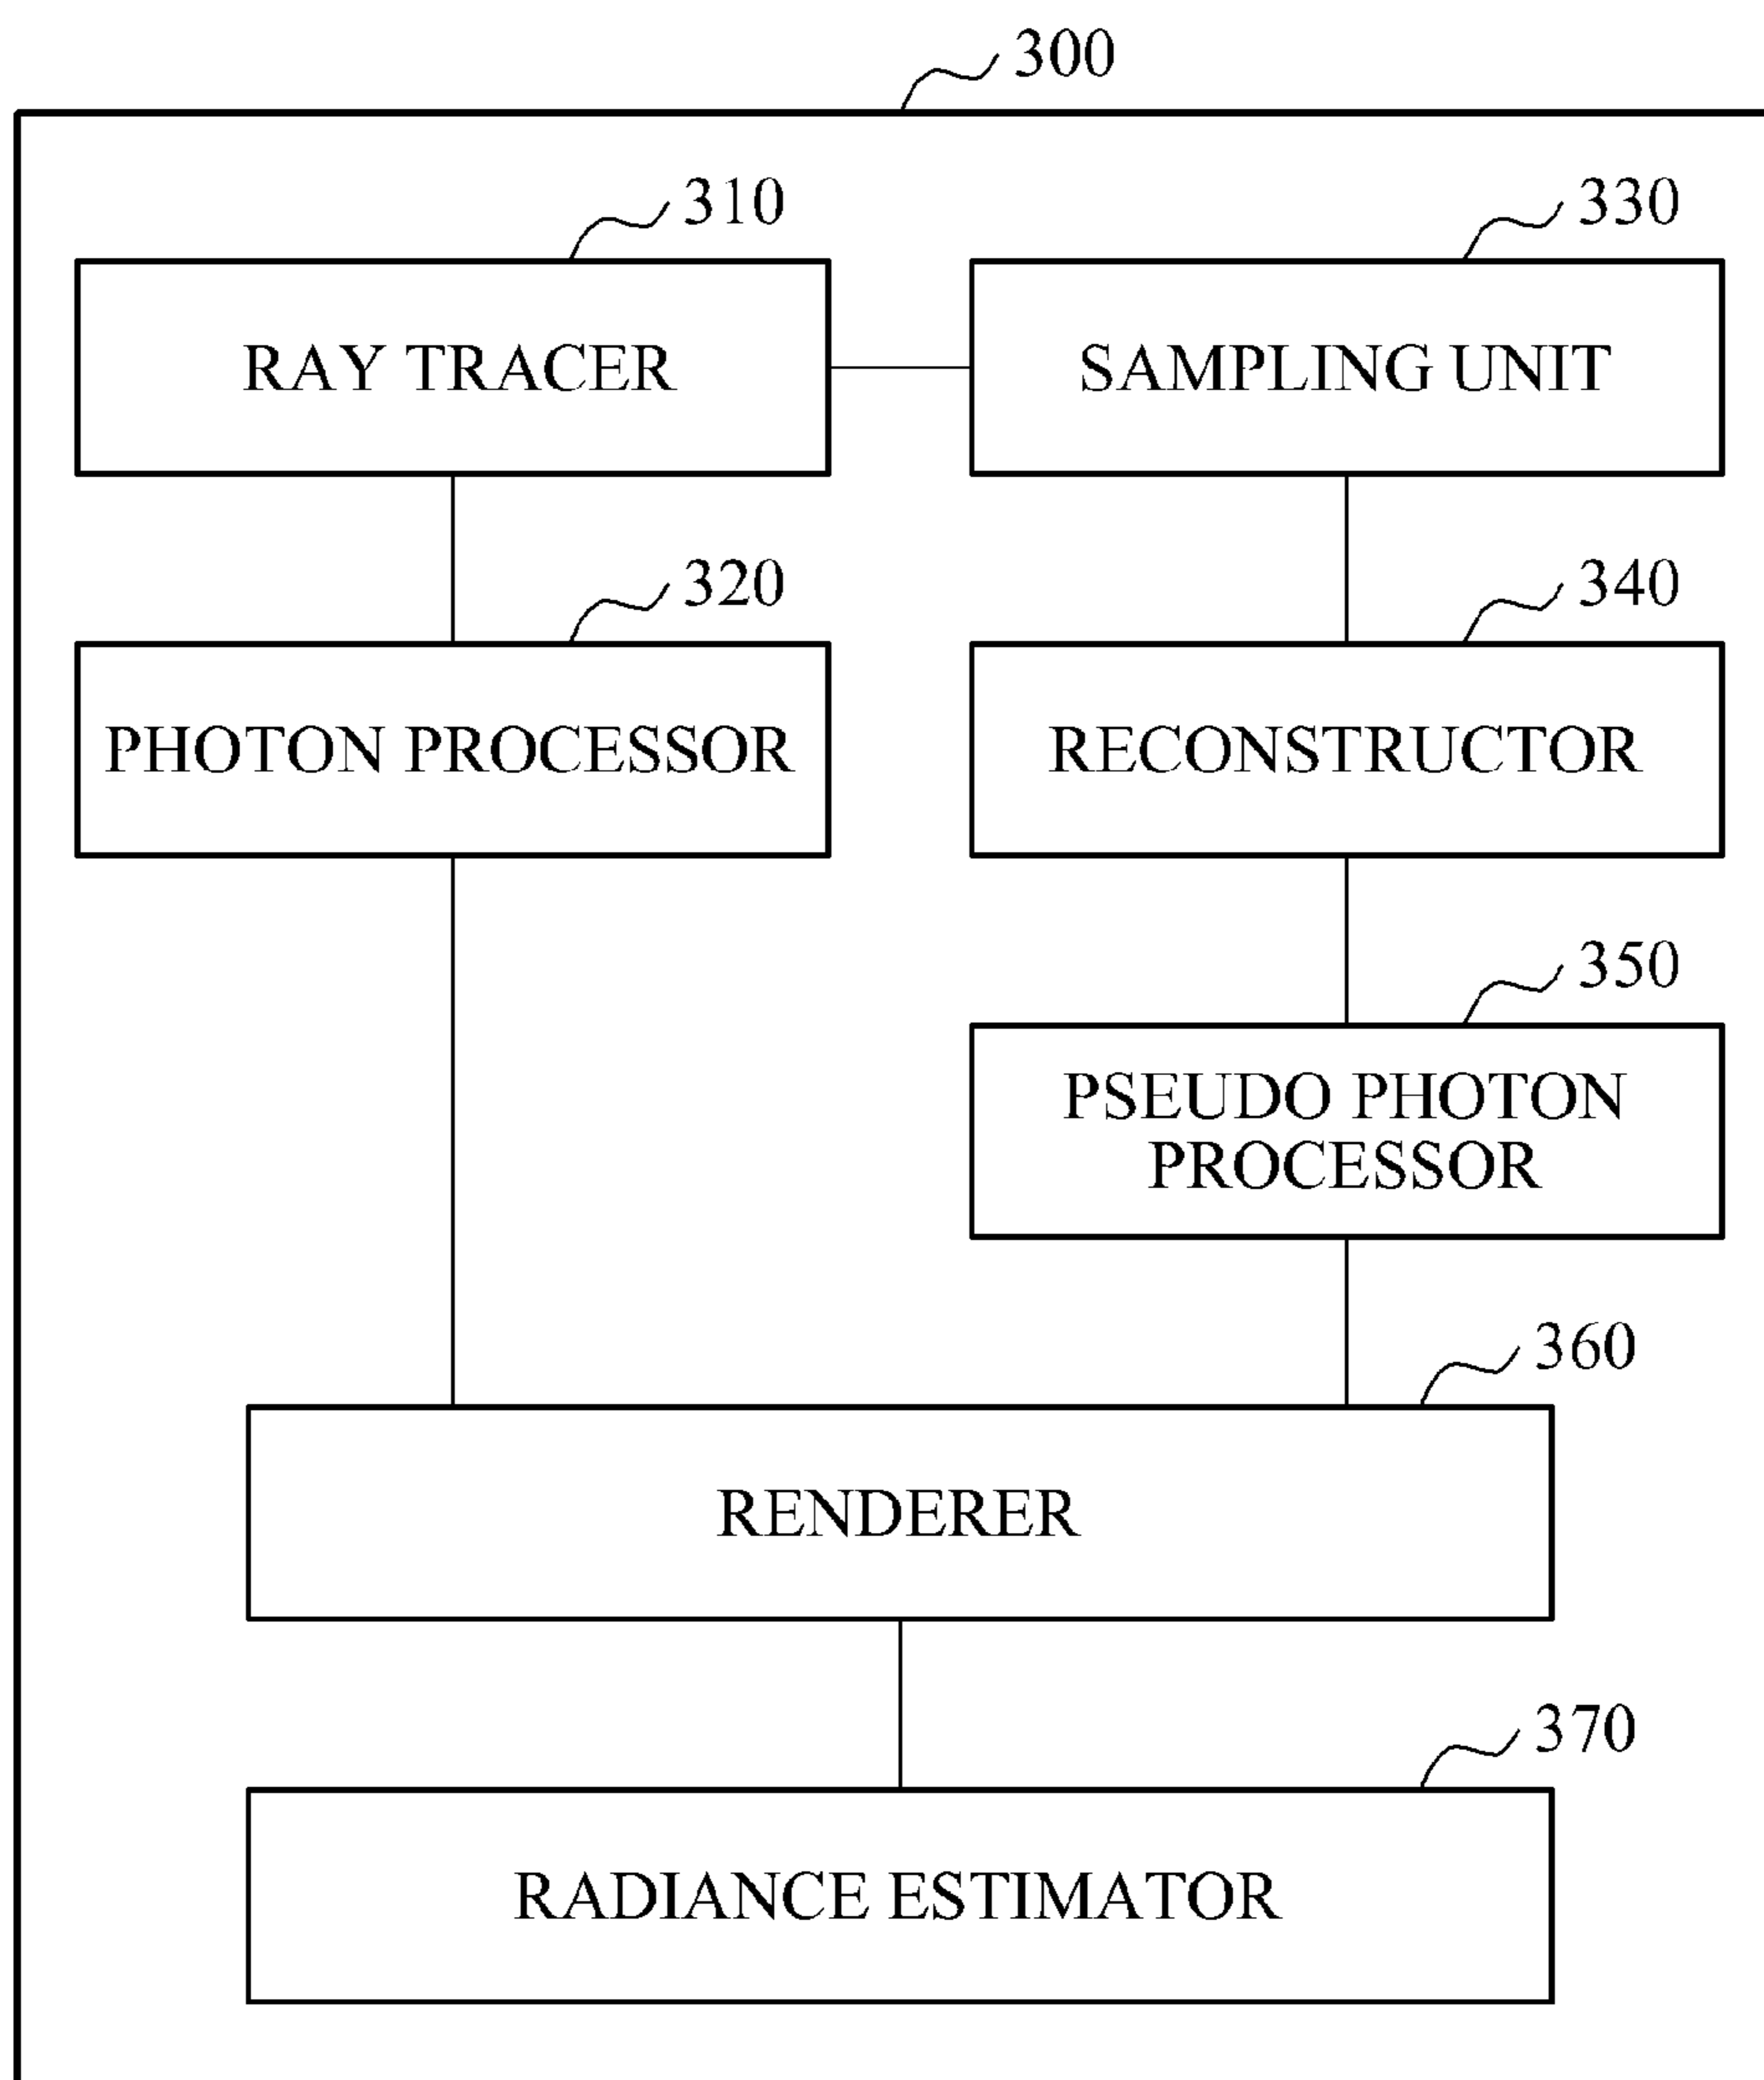 300
310
330
RAY TRACER
SAMPLING UNIT
320
340
PHOTON PROCESSOR
RECONSTRUCTOR
350
PSEUDO PHOTON
PROCESSOR
360
RENDERER
370
RADIANCE ESTIMATOR